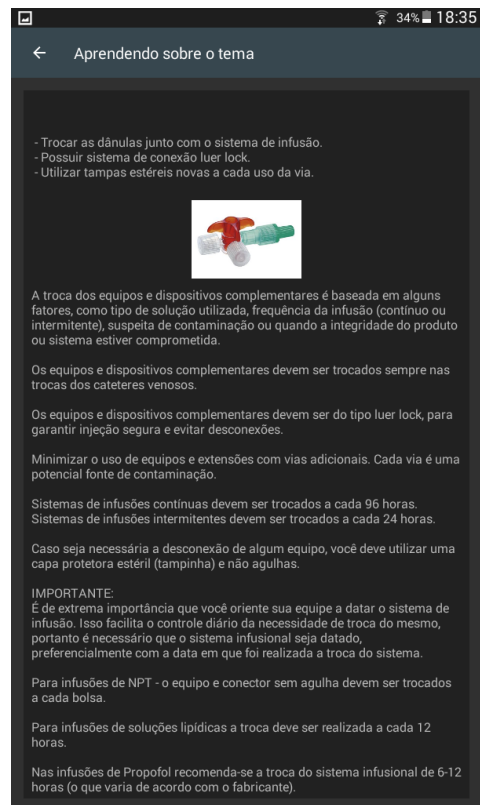 34% 18:35
Aprendendo sobre o tema
- Trocar as dânulas junto com o sistema de infusão.
- Possuir sistema de conexão luer lock.
- Utilizar tampas estéreis novas a cada uso da via.
A troca dos equipos e dispositivos complementares é baseada em alguns
fatores, como tipo de solução utilizada, frequência da infusão (contínuo ou
intermitente), suspeita de contaminação ou quando a integridade do produto
ou sistema estiver comprometida.
Os equipos e dispositivos complementares devem ser trocados sempre nas
trocas dos cateteres venosos.
Os equipos e dispositivos complementares devem ser do tipo luer lock, para
garantir injeção segura e evitar desconexões.
Minimizar o uso de equipos e extensões com vias adicionais. Cada via é uma
potencial fonte de contaminação.
Sistemas de infusões contínuas devem ser trocados a cada 96 horas.
Sistemas de infusões intermitentes devem ser trocados a cada 24 horas.
Caso seja necessária a desconexão de algum equipo, você deve utilizar uma
capa protetora estéril (tampinha) e não agulhas.
IMPORTANTE:
É de extrema importância que você oriente sua equipe a datar o sistema de
infusão. Isso facilita o controle diário da necessidade de troca do mesmo,
portanto é necessário que o sistema infusional seja datado,
preferencialmente com a data em que foi realizada a troca do sistema.
Para infusões de NPT - o equipo e conector sem agulha devem ser trocados
a cada bolsa.
Para infusões de soluções lipídicas a troca deve ser realizada a cada 12
horas.
Nas infusões de Propofol recomenda-se a troca do sistema infusional de 6-12
horas (o que varia de acordo com o fabricante).